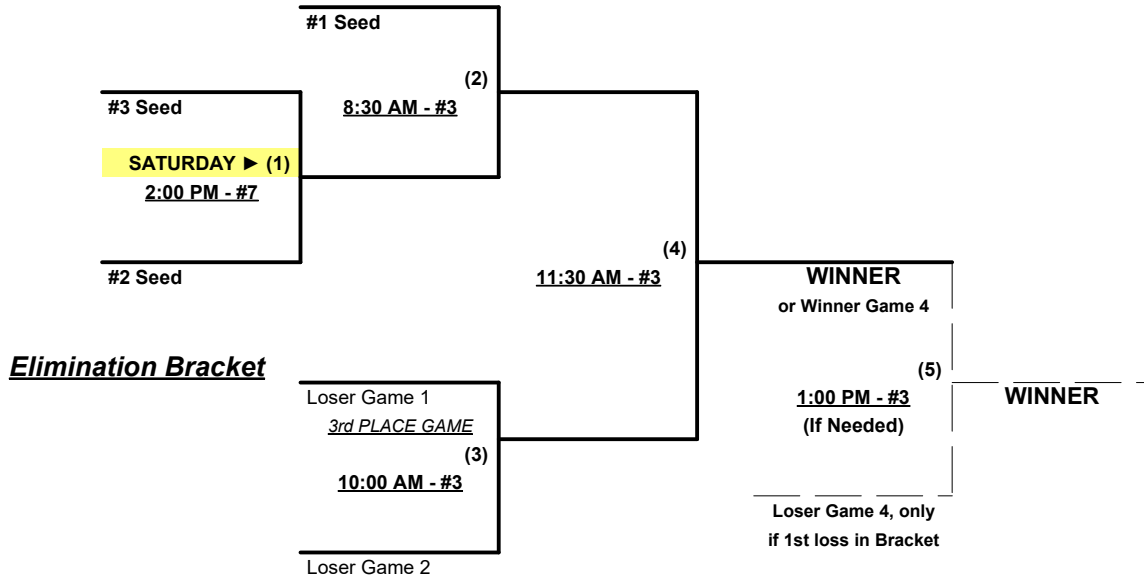 #1 Seed
(2)
#3 Seed
8:30 AM - #3
SATURDAY ► (1)
2:00 PM - #7
(4)
#2 Seed
11:30 AM - #3
WINNER
or Winner Game 4
Elimination Bracket
(5)
Loser Game 1
1:00 PM - #3
WINNER
3rd PLACE GAME
(If Needed)
(3)
10:00 AM - #3
Loser Game 4, only
if 1st loss in Bracket
Loser Game 2